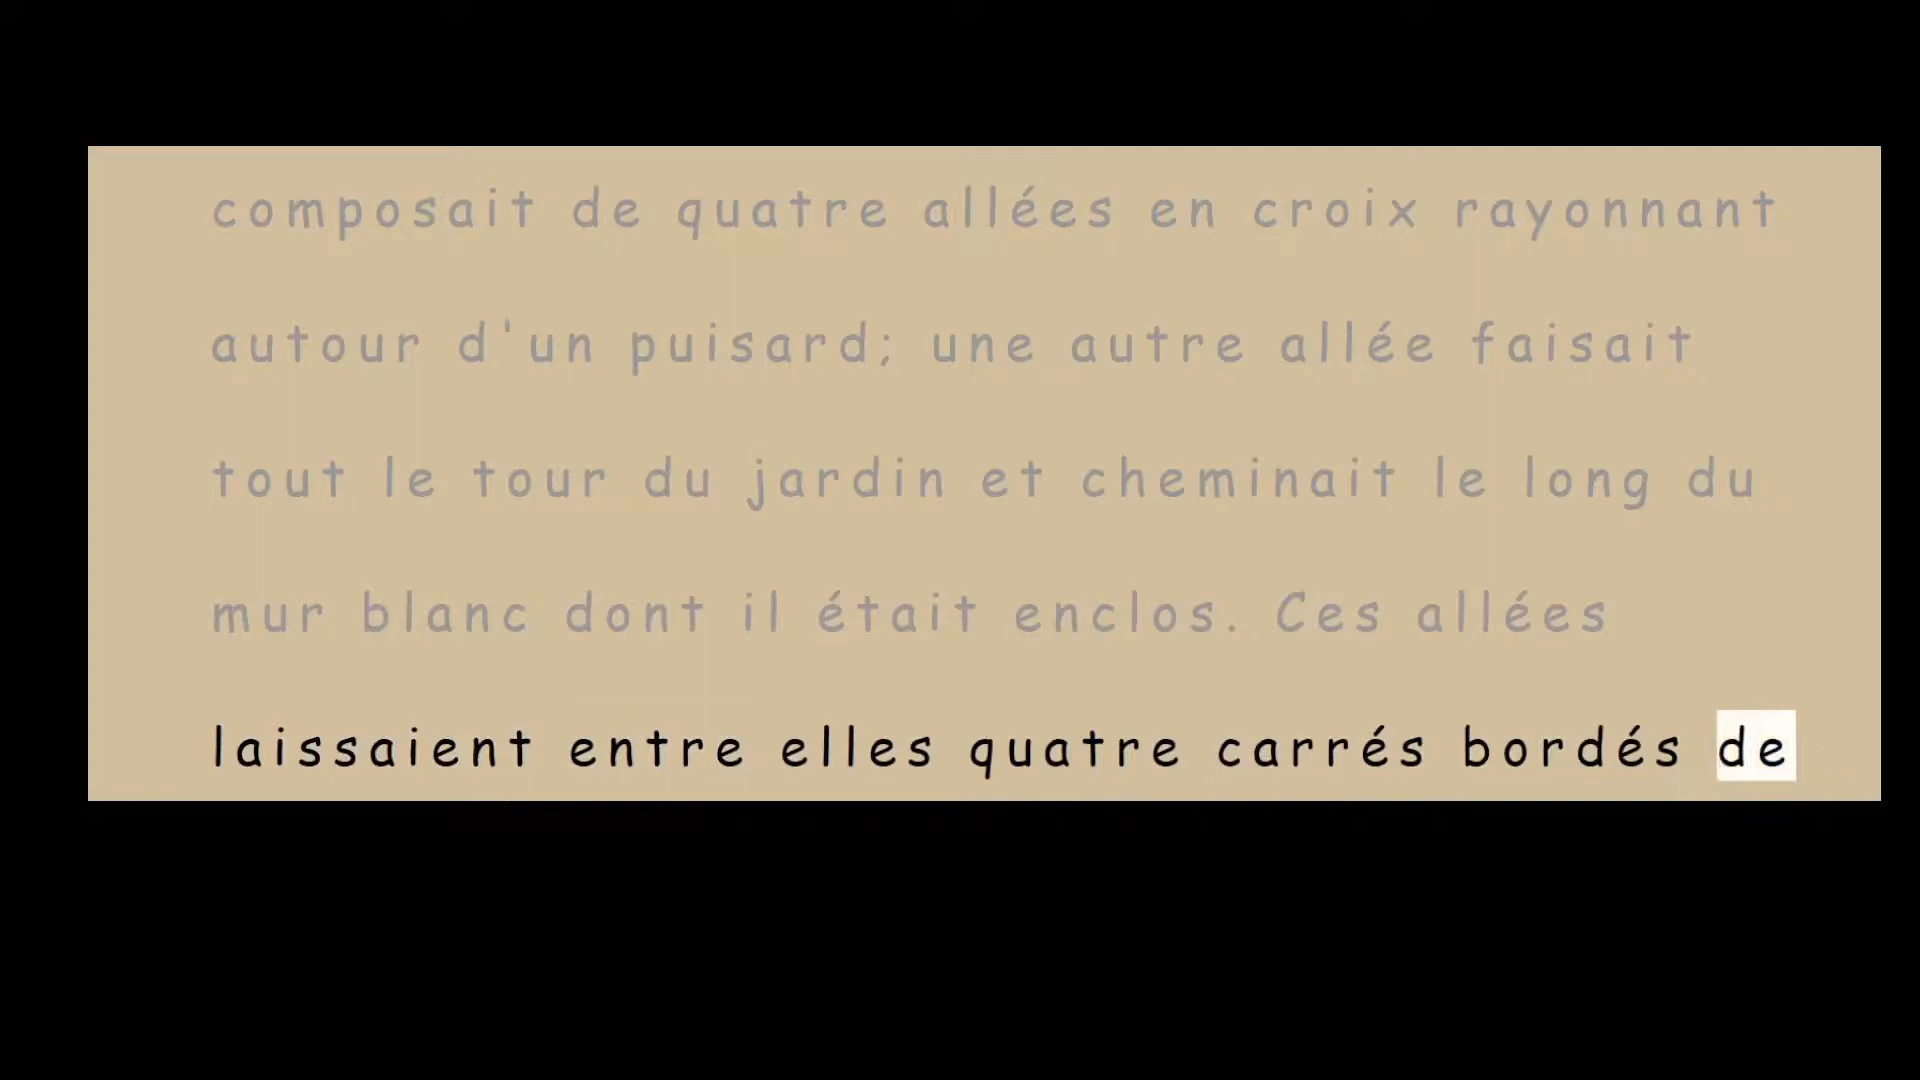 composait de quatre allées en croix rayonnant
autour d'un puisard; une autre allée faisait
tout le tour du jardin et cheminait le long du
mur blanc dont il était enclos. Ces allées
laissaient entre elles quatre carrés bordés de